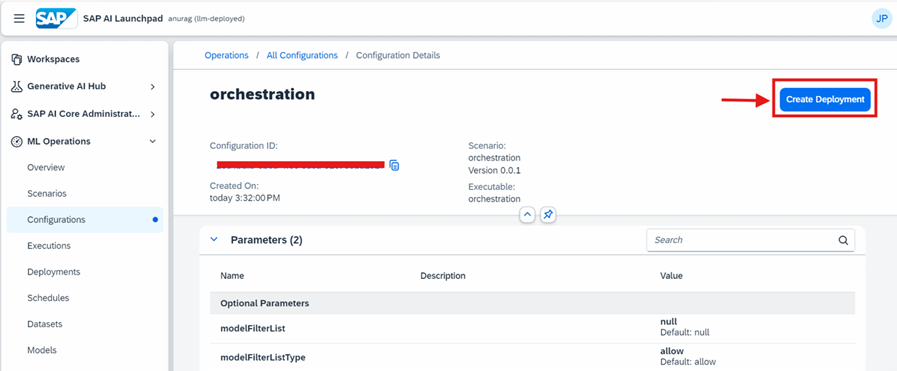 SAP SAP AI Launchpad anurag (llm-deployed) JP
Workspaces
Generative AI Hub
SAP AI Core Administrat...
ML Operations
Overview
Scenarios
Configurations
Executions
Deployments
Schedules
Datasets
Models
Operations / All Configurations / Configuration Details
orchestration
Create Deployment
Configuration ID:
Created On:
today 3:32:00 PM
Scenario:
orchestration
Version 0.0.1
Executable:
orchestration
Parameters (2)
Search
Name Description Value
Optional Parameters
modelFilterList null
Default: null
modelFilterListType allow
Default: allow